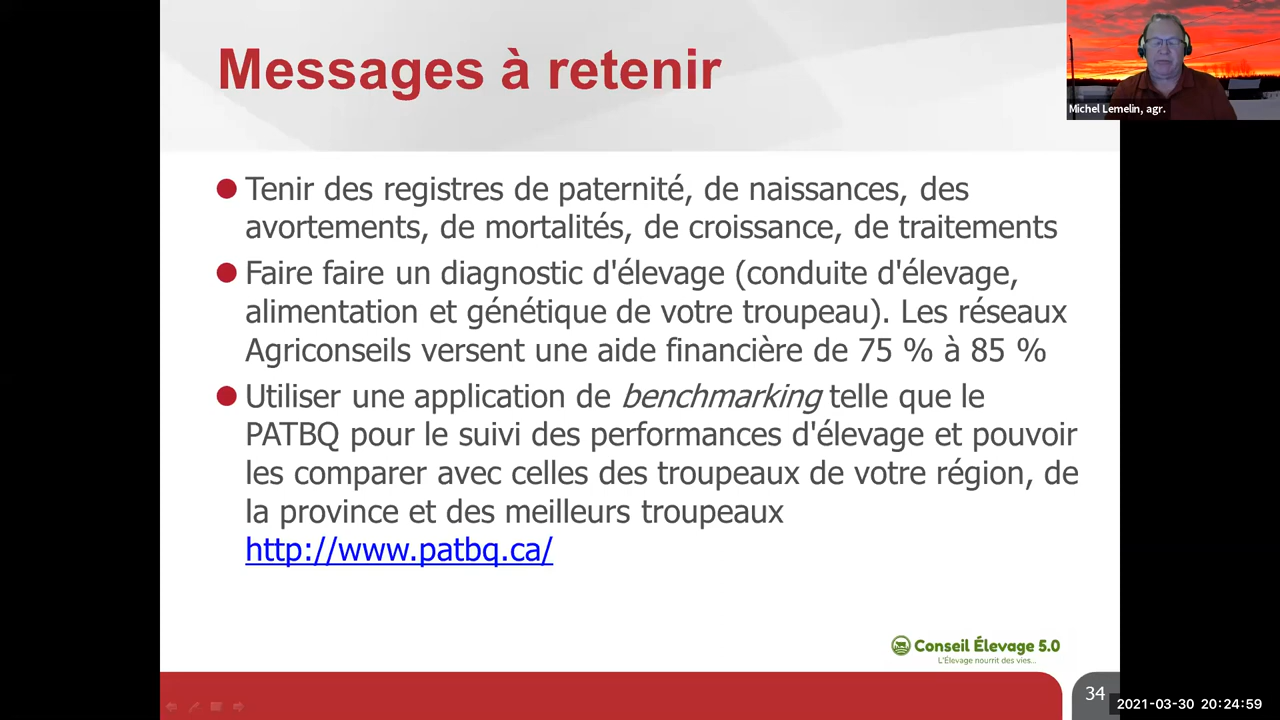 Messages à retenir
Michel Lemelin, agr.
Tenir des registres de paternité, de naissances, des
avortements, de mortalités, de croissance, de traitements
Faire faire un diagnostic d'élevage (conduite d'élevage,
alimentation et génétique de votre troupeau). Les réseaux
Agriconseils versent une aide financière de 75 % à 85 %
Utiliser une application de benchmarking telle que le
PATBQ pour le suivi des performances d'élevage et pouvoir
les comparer avec celles des troupeaux de votre région, de
la province et des meilleurs troupeaux
http://www.patbq.ca/
Conseil Élevage 5.0
L'Élevage nourrit des vies...
34
2021-03-30 20:24:59